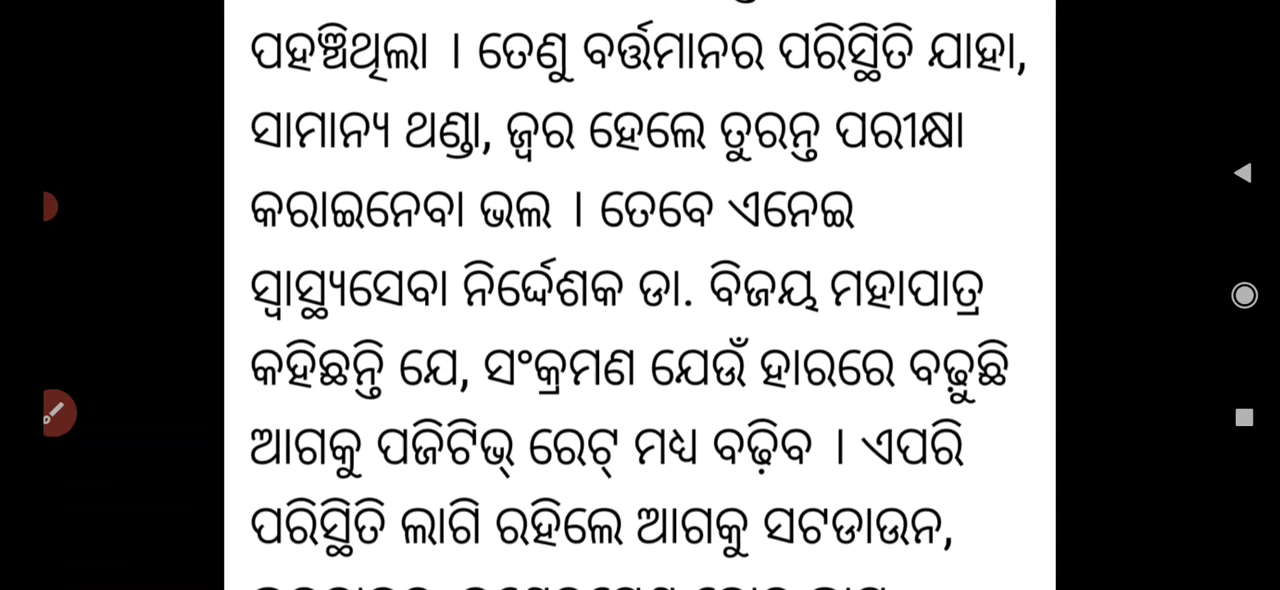 ପହଞ୍ଚିଥିଲା । ତେଣୁ ବର୍ତ୍ତମାନର ପରିସ୍ଥିତି ଯାହା,
ସାମାନ୍ୟ ଥଣ୍ଡା, ଜ୍ୱର ହେଲେ ତୁରନ୍ତ ପରୀକ୍ଷା
କରାଇନେବା ଭଲ । ତେବେ ଏନେଇ
ସ୍ୱାସ୍ଥ୍ୟସେବା ନିର୍ଦ୍ଦେଶକ ଡା. ବିଜୟ ମହାପାତ୍ର
କହିଛନ୍ତି ଯେ, ସଂକ୍ରମଣ ଯେଉଁ ହାରରେ ବଢ଼ୁଛି
ଆଗକୁ ପଜିଟିଭ୍ ରେଟ୍ ମଧ୍ୟ ବଢ଼ିବ । ଏପରି
ପରିସ୍ଥିତି ଲାଗି ରହିଲେ ଆଗକୁ ସଟଡାଉନ,